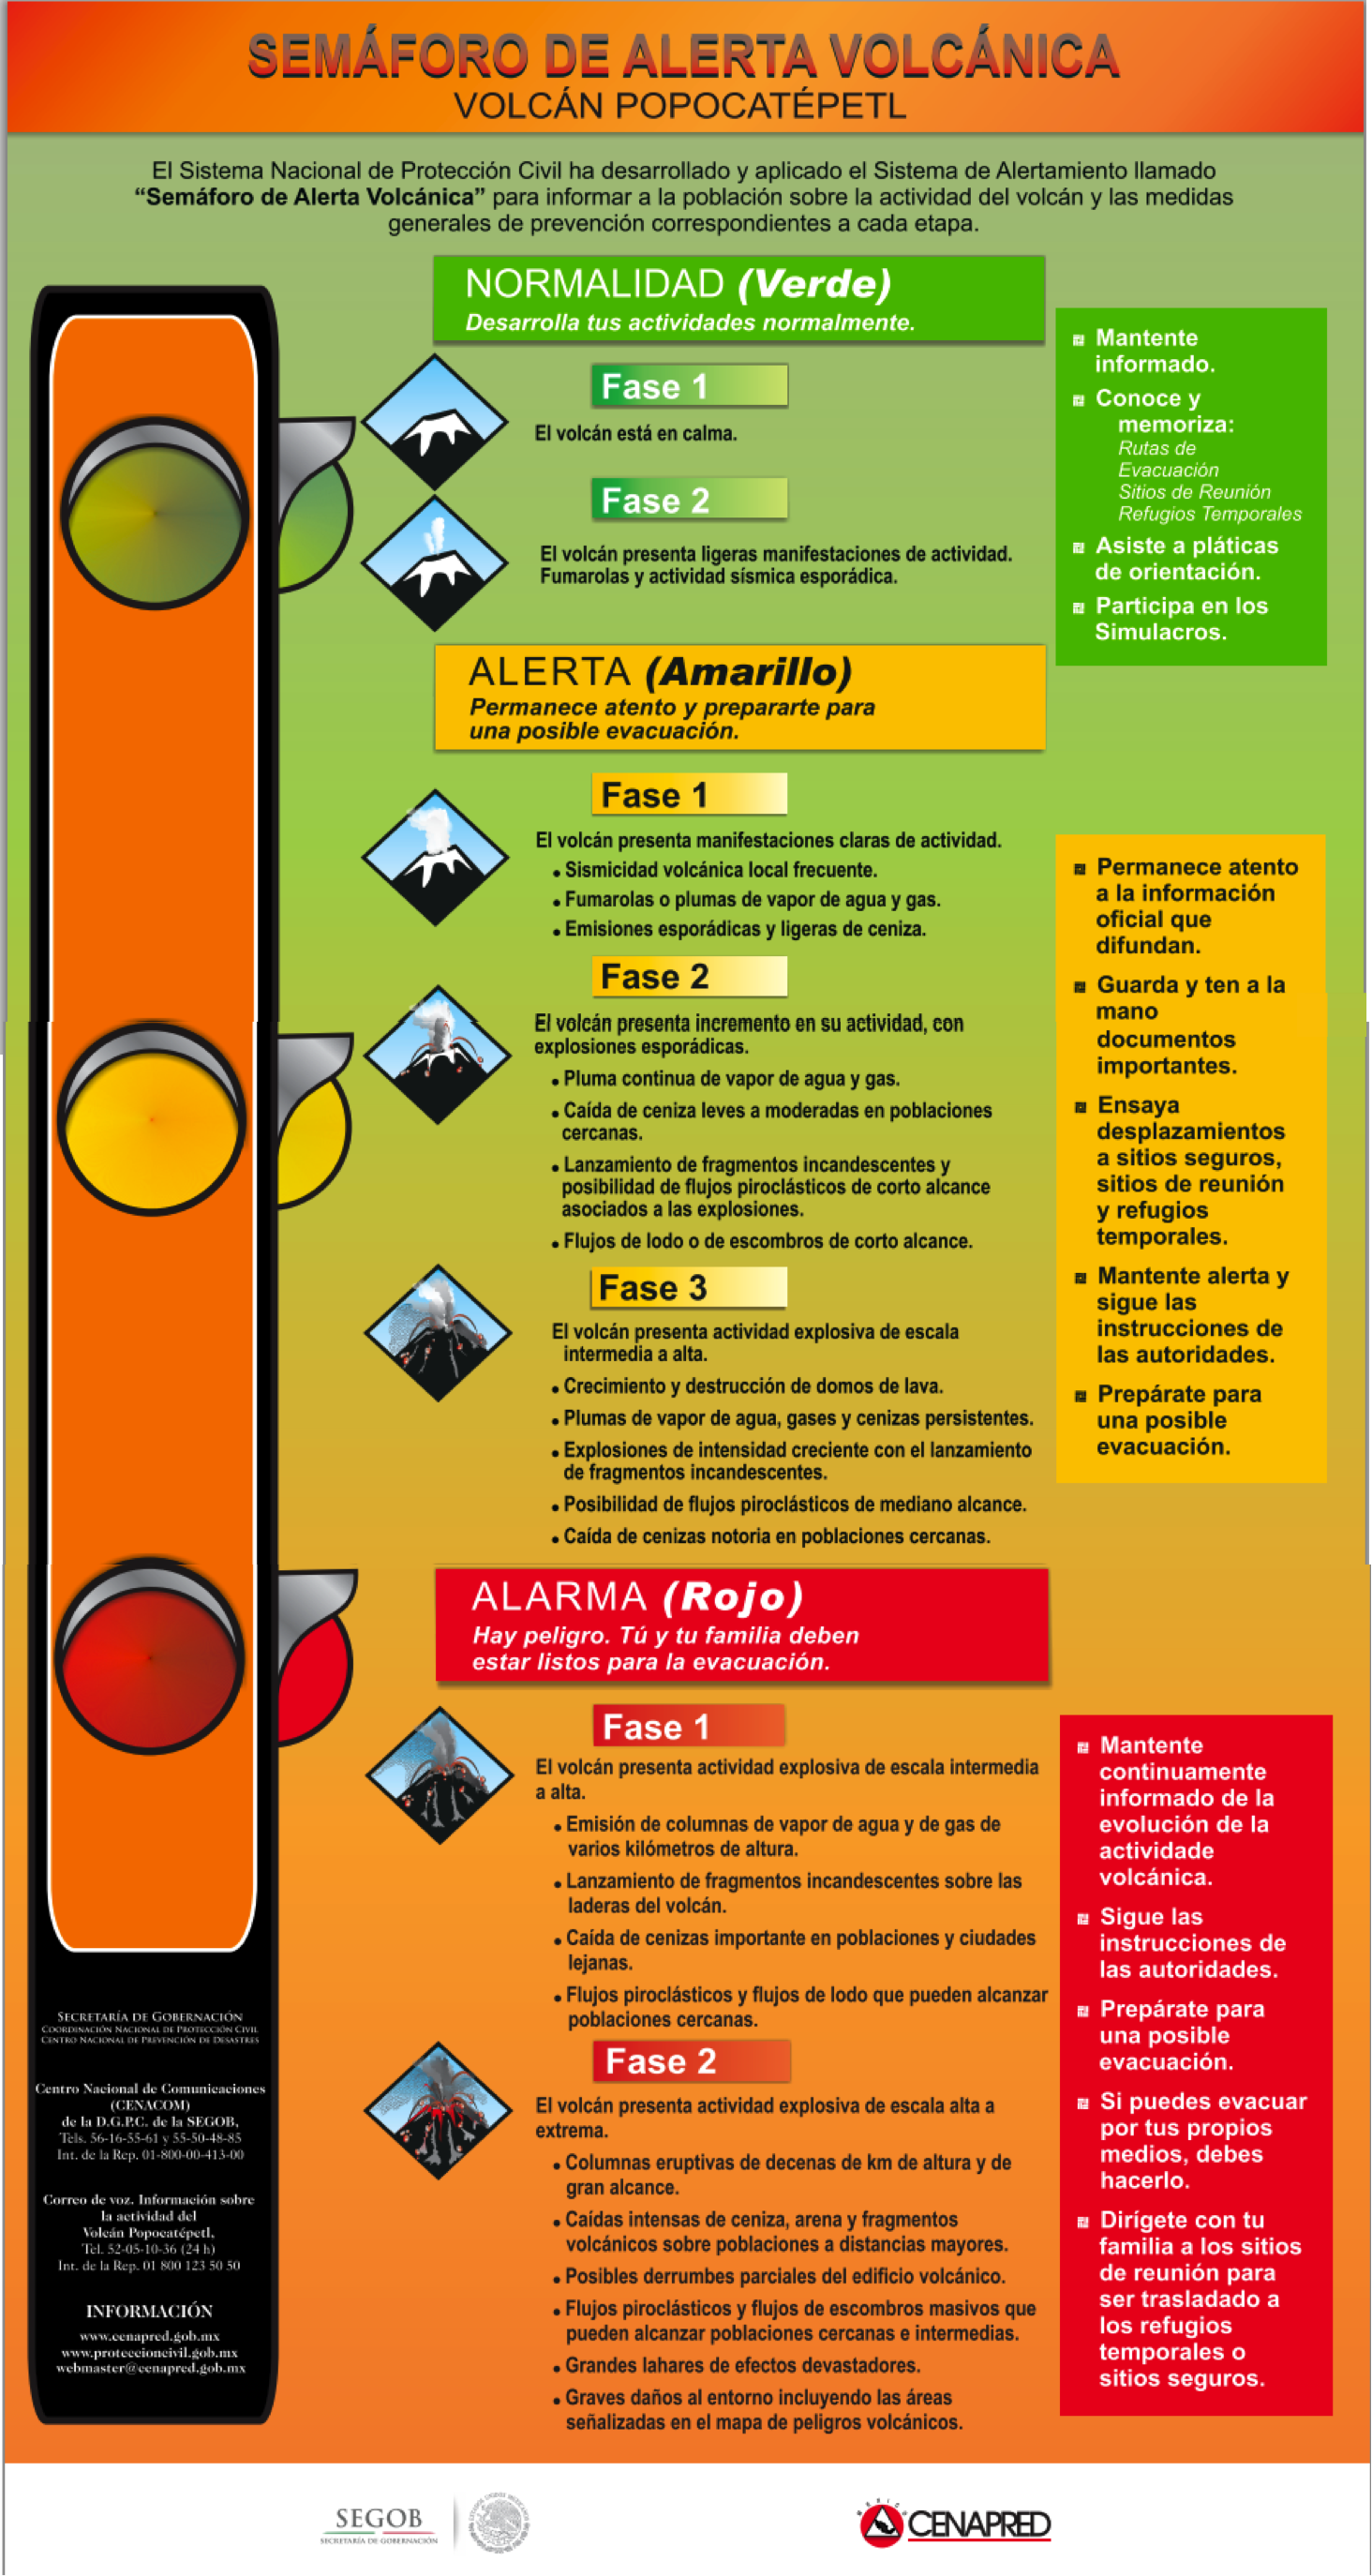 SEMÁFORO DE ALERTA VOLCÁNICA
VOLCÁN POPOCATÉPETL
El Sistema Nacional de Protección Civil ha desarrollado y aplicado el Sistema de Alertamiento llamado
“Semáforo de Alerta Volcánica” para informar a la población sobre la actividad del volcán y las medidas
generales de prevención correspondientes a cada etapa.
NORMALIDAD (Verde)
Desarrolla tus actividades normalmente.
Fase 1
El volcán está en calma.
Fase 2
El volcán presenta ligeras manifestaciones de actividad.
Fumarolas y actividad sísmica esporádica.
Mantente
informado.
Conoce y
memoriza:
Rutas de
Evacuación
Sitios de Reunión
Refugios Temporales
Asiste a pláticas
de orientación.
Participa en los
Simulacros.
ALERTA (Amarillo)
Permanece atento y prepararte para
una posible evacuación.
Fase 1
El volcán presenta manifestaciones claras de actividad.
• Sismicidad volcánica local frecuente.
• Fumarolas o plumas de vapor de agua y gas.
• Emisiones esporádicas y ligeras de ceniza.
Fase 2
El volcán presenta incremento en su actividad, con
explosiones esporádicas.
• Pluma continua de vapor de agua y gas.
• Caída de ceniza leves a moderadas en poblaciones
cercanas.
• Lanzamiento de fragmentos incandescentes y
posibilidad de flujos piroclásticos de corto alcance
asociados a las explosiones.
• Flujos de lodo o de escombros de corto alcance.
Fase 3
El volcán presenta actividad explosiva de escala
intermedia a alta.
• Crecimiento y destrucción de domos de lava.
• Plumas de vapor de agua, gases y cenizas persistentes.
• Explosiones de intensidad creciente con el lanzamiento
de fragmentos incandescentes.
• Posibilidad de flujos piroclásticos de mediano alcance.
• Caída de cenizas notoria en poblaciones cercanas.
Permanece atento
a la información
oficial que
difundan.
Guarda y ten a la
mano
documentos
importantes.
Ensaya
desplazamientos
a sitios seguros,
sitios de reunión
y refugios
temporales.
Mantente alerta y
sigue las
instrucciones de
las autoridades.
Prepárate para
una posible
evacuación.
ALARMA (Rojo)
Hay peligro. Tú y tu familia deben
estar listos para la evacuación.
Fase 1
El volcán presenta actividad explosiva de escala intermedia
a alta.
• Emisión de columnas de vapor de agua y de gas de
varios kilómetros de altura.
• Lanzamiento de fragmentos incandescentes sobre las
laderas del volcán.
• Caída de cenizas importante en poblaciones y ciudades
lejanas.
• Flujos piroclásticos y flujos de lodo que pueden alcanzar
poblaciones cercanas.
Fase 2
El volcán presenta actividad explosiva de escala alta a
extrema.
• Columnas eruptivas de decenas de km de altura y de
gran alcance.
• Caídas intensas de ceniza, arena y fragmentos
volcánicos sobre poblaciones a distancias mayores.
• Posibles derrumbes parciales del edificio volcánico.
• Flujos piroclásticos y flujos de escombros masivos que
pueden alcanzar poblaciones cercanas e intermedias.
• Grandes lahares de efectos devastadores.
• Graves daños al entorno incluyendo las áreas
señalizadas en el mapa de peligros volcánicos.
Mantente
continuamente
informado de la
evolución de la
actividade
volcánica.
Sigue las
instrucciones de
las autoridades.
Prepárate para
una posible
evacuación.
Si puedes evacuar
por tus propios
medios, debes
hacerlo.
Dirígete con tu
familia a los sitios
de reunión para
ser trasladado a
los refugios
temporales o
sitios seguros.
SECRETARÍA DE GOBERNACIÓN
COORDINACIÓN NACIONAL DE PROTECCIÓN CIVIL
CENTRO NACIONAL DE PREVENCIÓN DE DESASTRES
Centro Nacional de Comunicaciones
(CENACOM)
de la D.G.P.C. de la SEGOB,
Tels. 56-16-55-61 y 55-50-48-85
Int. de la Rep. 01-800-00-413-00
Correo de voz. Información sobre
la actividad del
Volcán Popocatépetl,
Tel. 52-05-10-36 (24 h)
Int. de la Rep. 01 800 123 50 50
INFORMACIÓN
www.cenapred.gob.mx
www.proteccioncivil.gob.mx
webmaster@cenapred.gob.mx
SEGOB
SECRETARÍA DE GOBERNACIÓN
MEXICO
CENAPRED